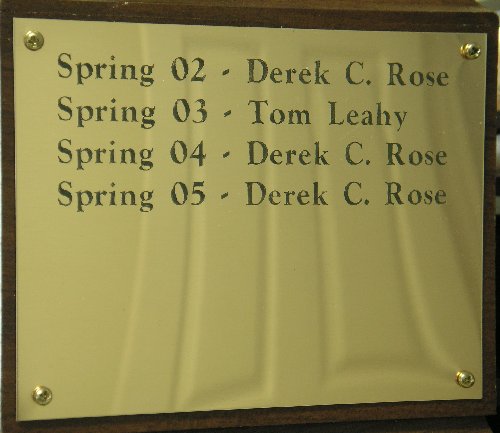 Spring 02 - Derek C. Rose
Spring 03 - Tom Leahy
Spring 04 - Derek C. Rose
Spring 05 - Derek C. Rose